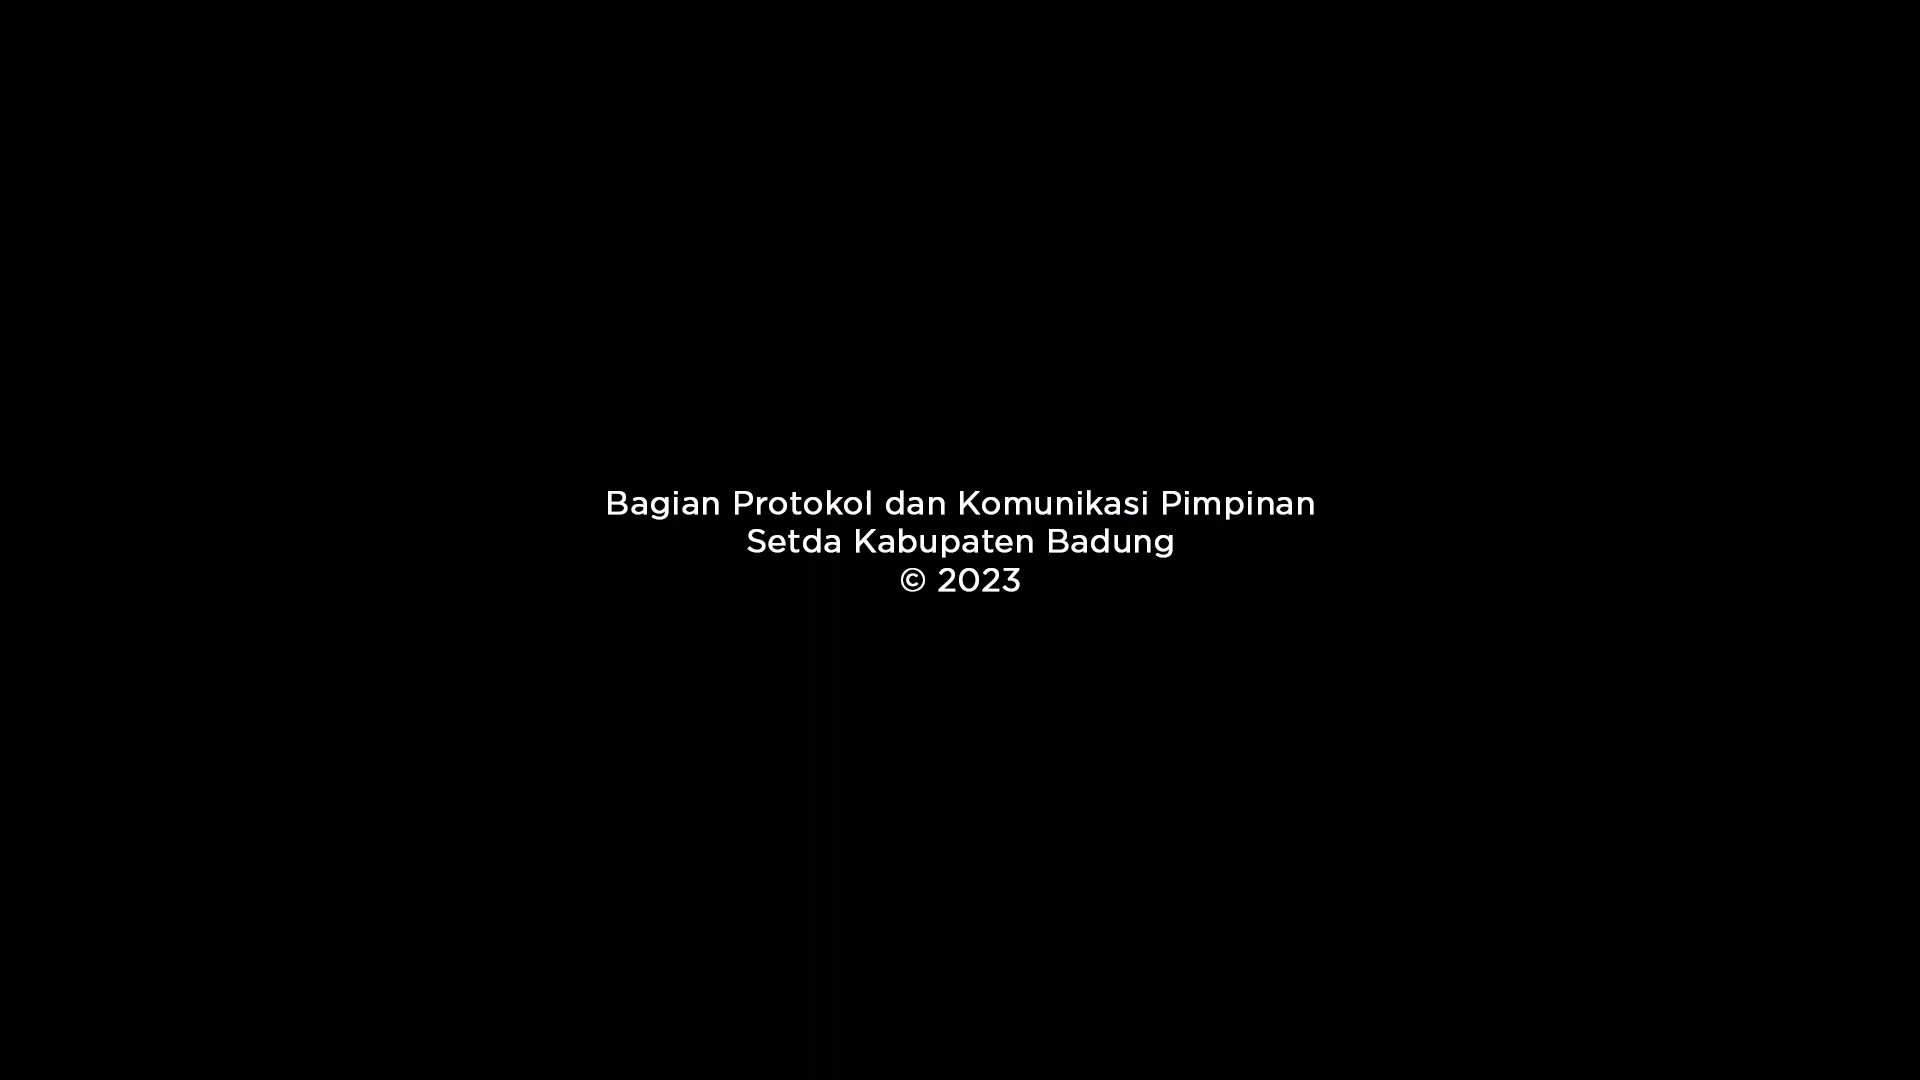 Bagian Protokol dan Komunikasi Pimpinan
Setda Kabupaten Badung
© 2023